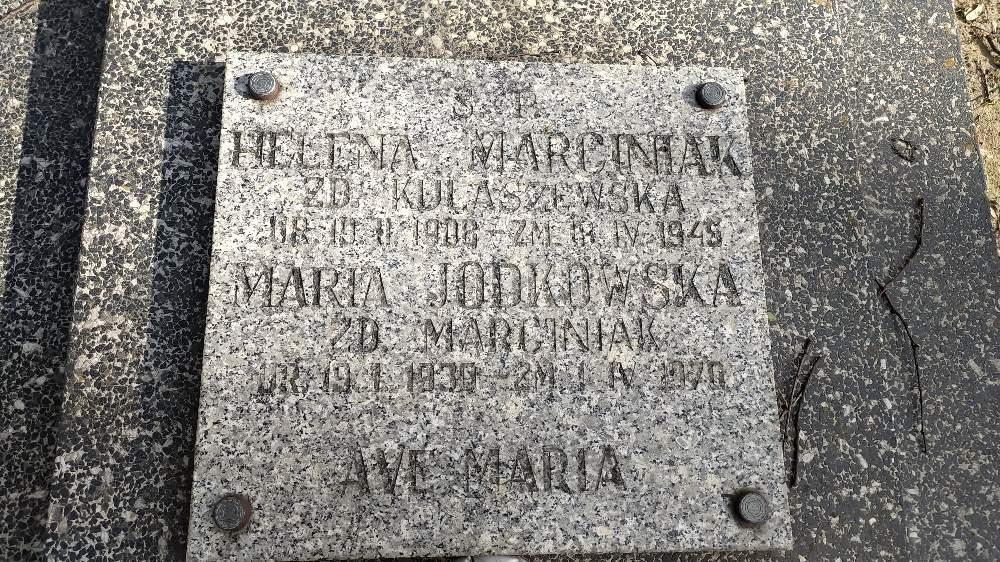 Ś. P.
HELENA MARCINIAK
ZD. KULASZEWSKA
UR. 10 II 1908 - ZM. 18 IV 1949
MARIA JODKOWSKA
ZD. MARCINIAK
UR. 19 I 1930 - ZM. 1 IV 1970
AVE MARIA